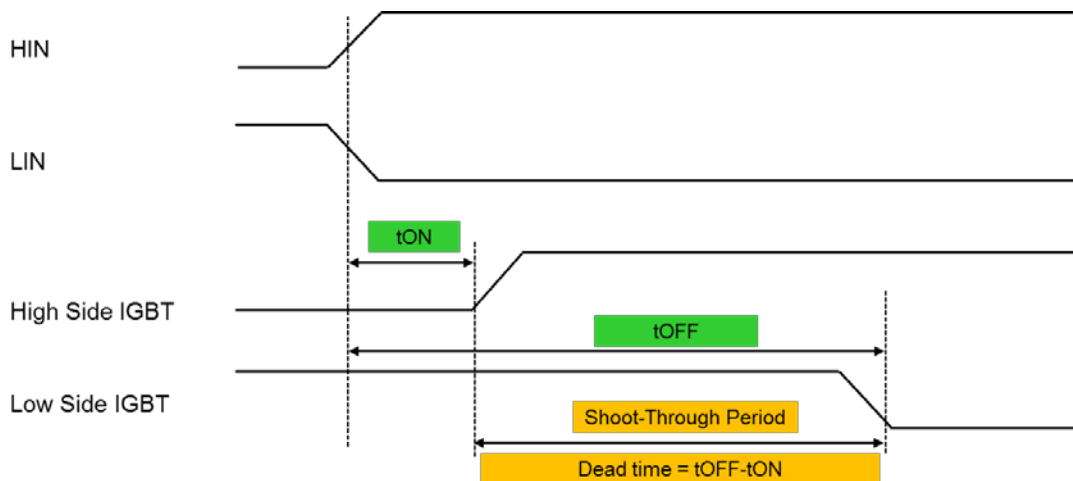 HIN
LIN
tON
High Side IGBT
tOFF
Low Side IGBT
Shoot-Through Period
Dead time = tOFF-tON